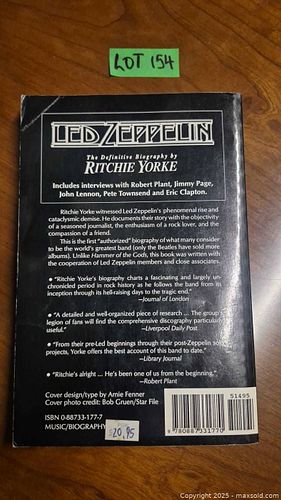 LOT 154
LED ZEPPELIN
The Definitive Biography by
RITCHIE YORKE
Includes interviews with Robert Plant, Jimmy Page,
John Lennon, Pete Townsend and Eric Clapton.
Ritchie Yorke witnessed Led Zeppelin's phenomenal rise and
cataclysmic demise. He documents their story with the objectivity
of a seasoned journalist, the enthusiasm of a rock lover, and the
compassion of a friend.
This is the first "authorized" biography of what many consider
to be the world's greatest band (only the Beatles have sold more
albums). Unlike Hammer of the Gods, this book was written with
the cooperation of Led Zeppelin members and close associates.
• "Ritchie Yorke's biography charts a fascinating and largely un-
chronicled period in rock history as he follows the band from its
inception through its hell-raising days to the tragic end."
—Journal of London
• "A detailed and well-organized piece of research ... The group's
legion of fans will find the comprehensive discography particularly
useful."
—Liverpool Daily Post
• "From their pre-Led beginnings through their post-Zeppelin solo
projects, Yorke offers the best account of this band to date."
—Library Journal
• "Ritchie's alright ... He's been one of us from the beginning."
—Robert Plant
Cover design/type by Arnie Fenner
Cover photo credit: Bob Gruen/Star File
ISBN 0-88733-177-7
MUSIC/BIOGRAPHY
20.95
51495
9 780887 331770
Copyright 2025 - maxsold.com